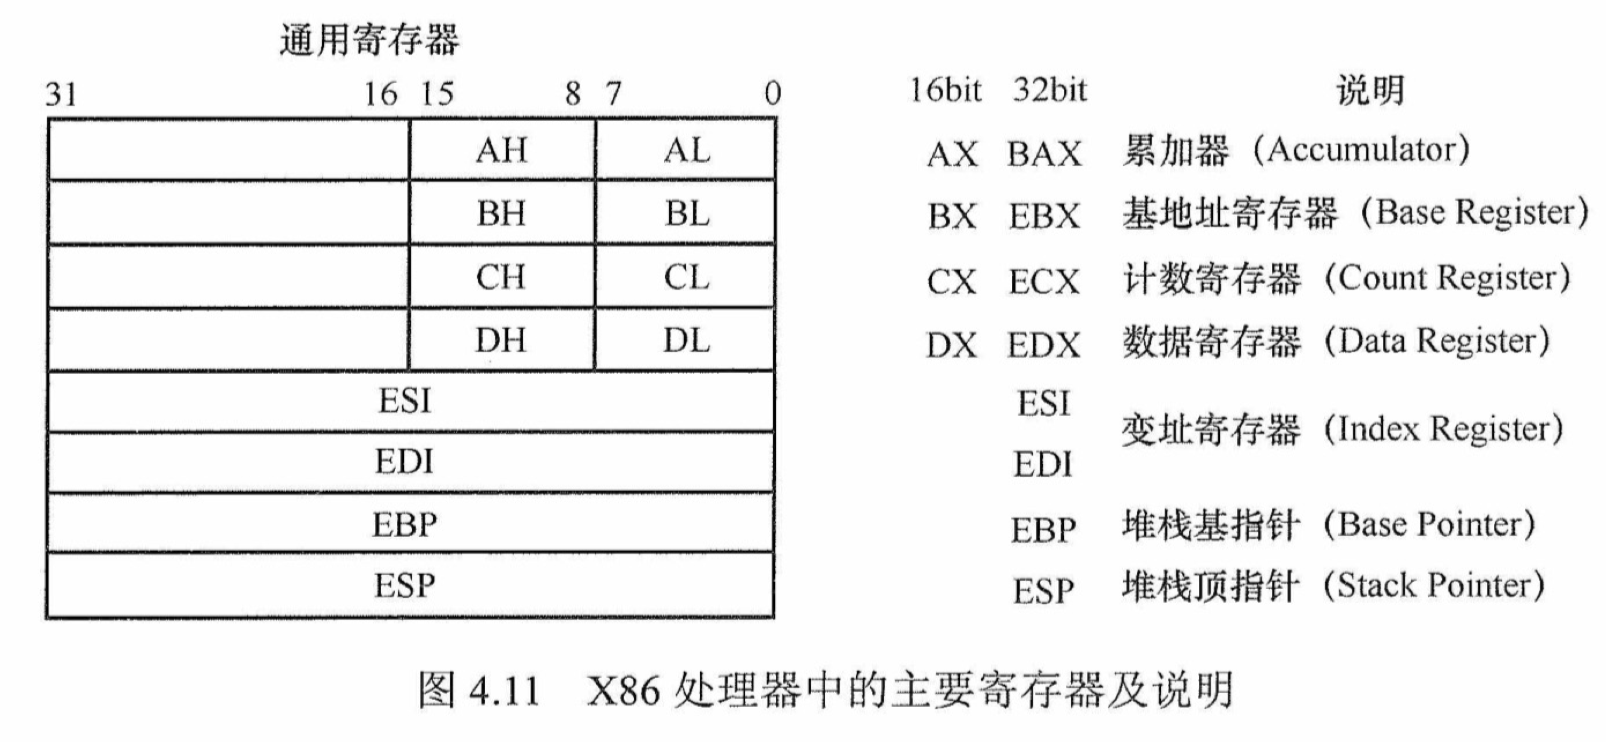 通用寄存器
31 16 15 8 7 0 16bit 32bit 说明
AH AL AX BAX 累加器（Accumulator）
BH BL BX EBX 基地址寄存器（Base Register）
CH CL CX ECX 计数寄存器（Count Register）
DH DL DX EDX 数据寄存器（Data Register）
ESI ESI
变址寄存器（Index Register）
EDI EDI
EBP EBP 堆栈基指针（Base Pointer）
ESP ESP 堆栈顶指针（Stack Pointer）
图 4.11 X86 处理器中的主要寄存器及说明